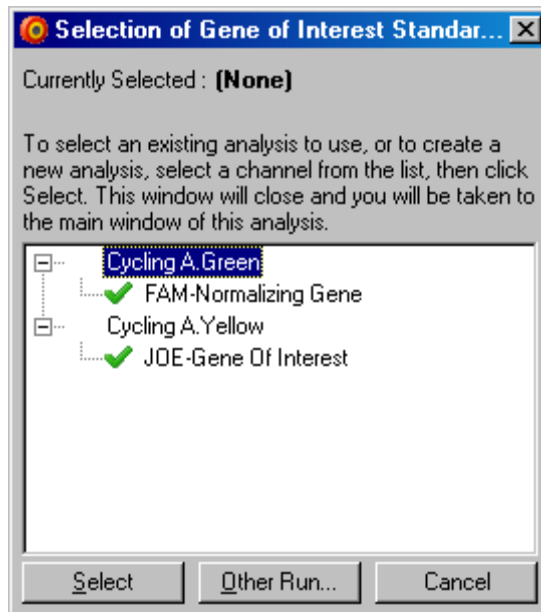 Selection of Gene of Interest Standar...
Currently Selected : (None)
To select an existing analysis to use, or to create a
new analysis, select a channel from the list, then click
Select. This window will close and you will be taken to
the main window of this analysis.
Cycling A.Green
FAM-Normalizing Gene
Cycling A.Yellow
JOE-Gene Of Interest
Select Other Run... Cancel